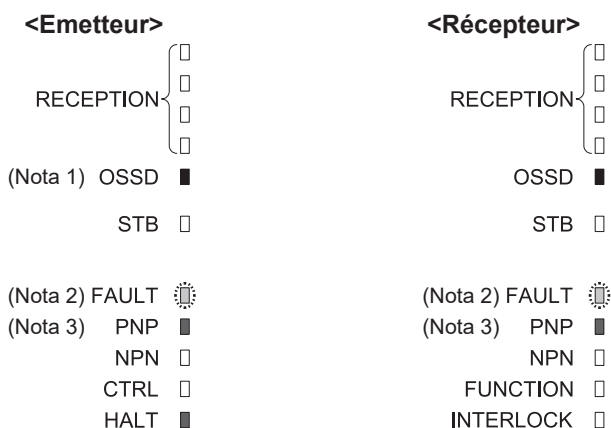 <Emetteur>
RECEPTION
(Nota 1) OSSD
STB
(Nota 2) FAULT
(Nota 3) PNP
NPN
CTRL
HALT
<Récepteur>
RECEPTION
OSSD
STB
(Nota 2) FAULT
(Nota 3) PNP
NPN
FUNCTION
INTERLOCK